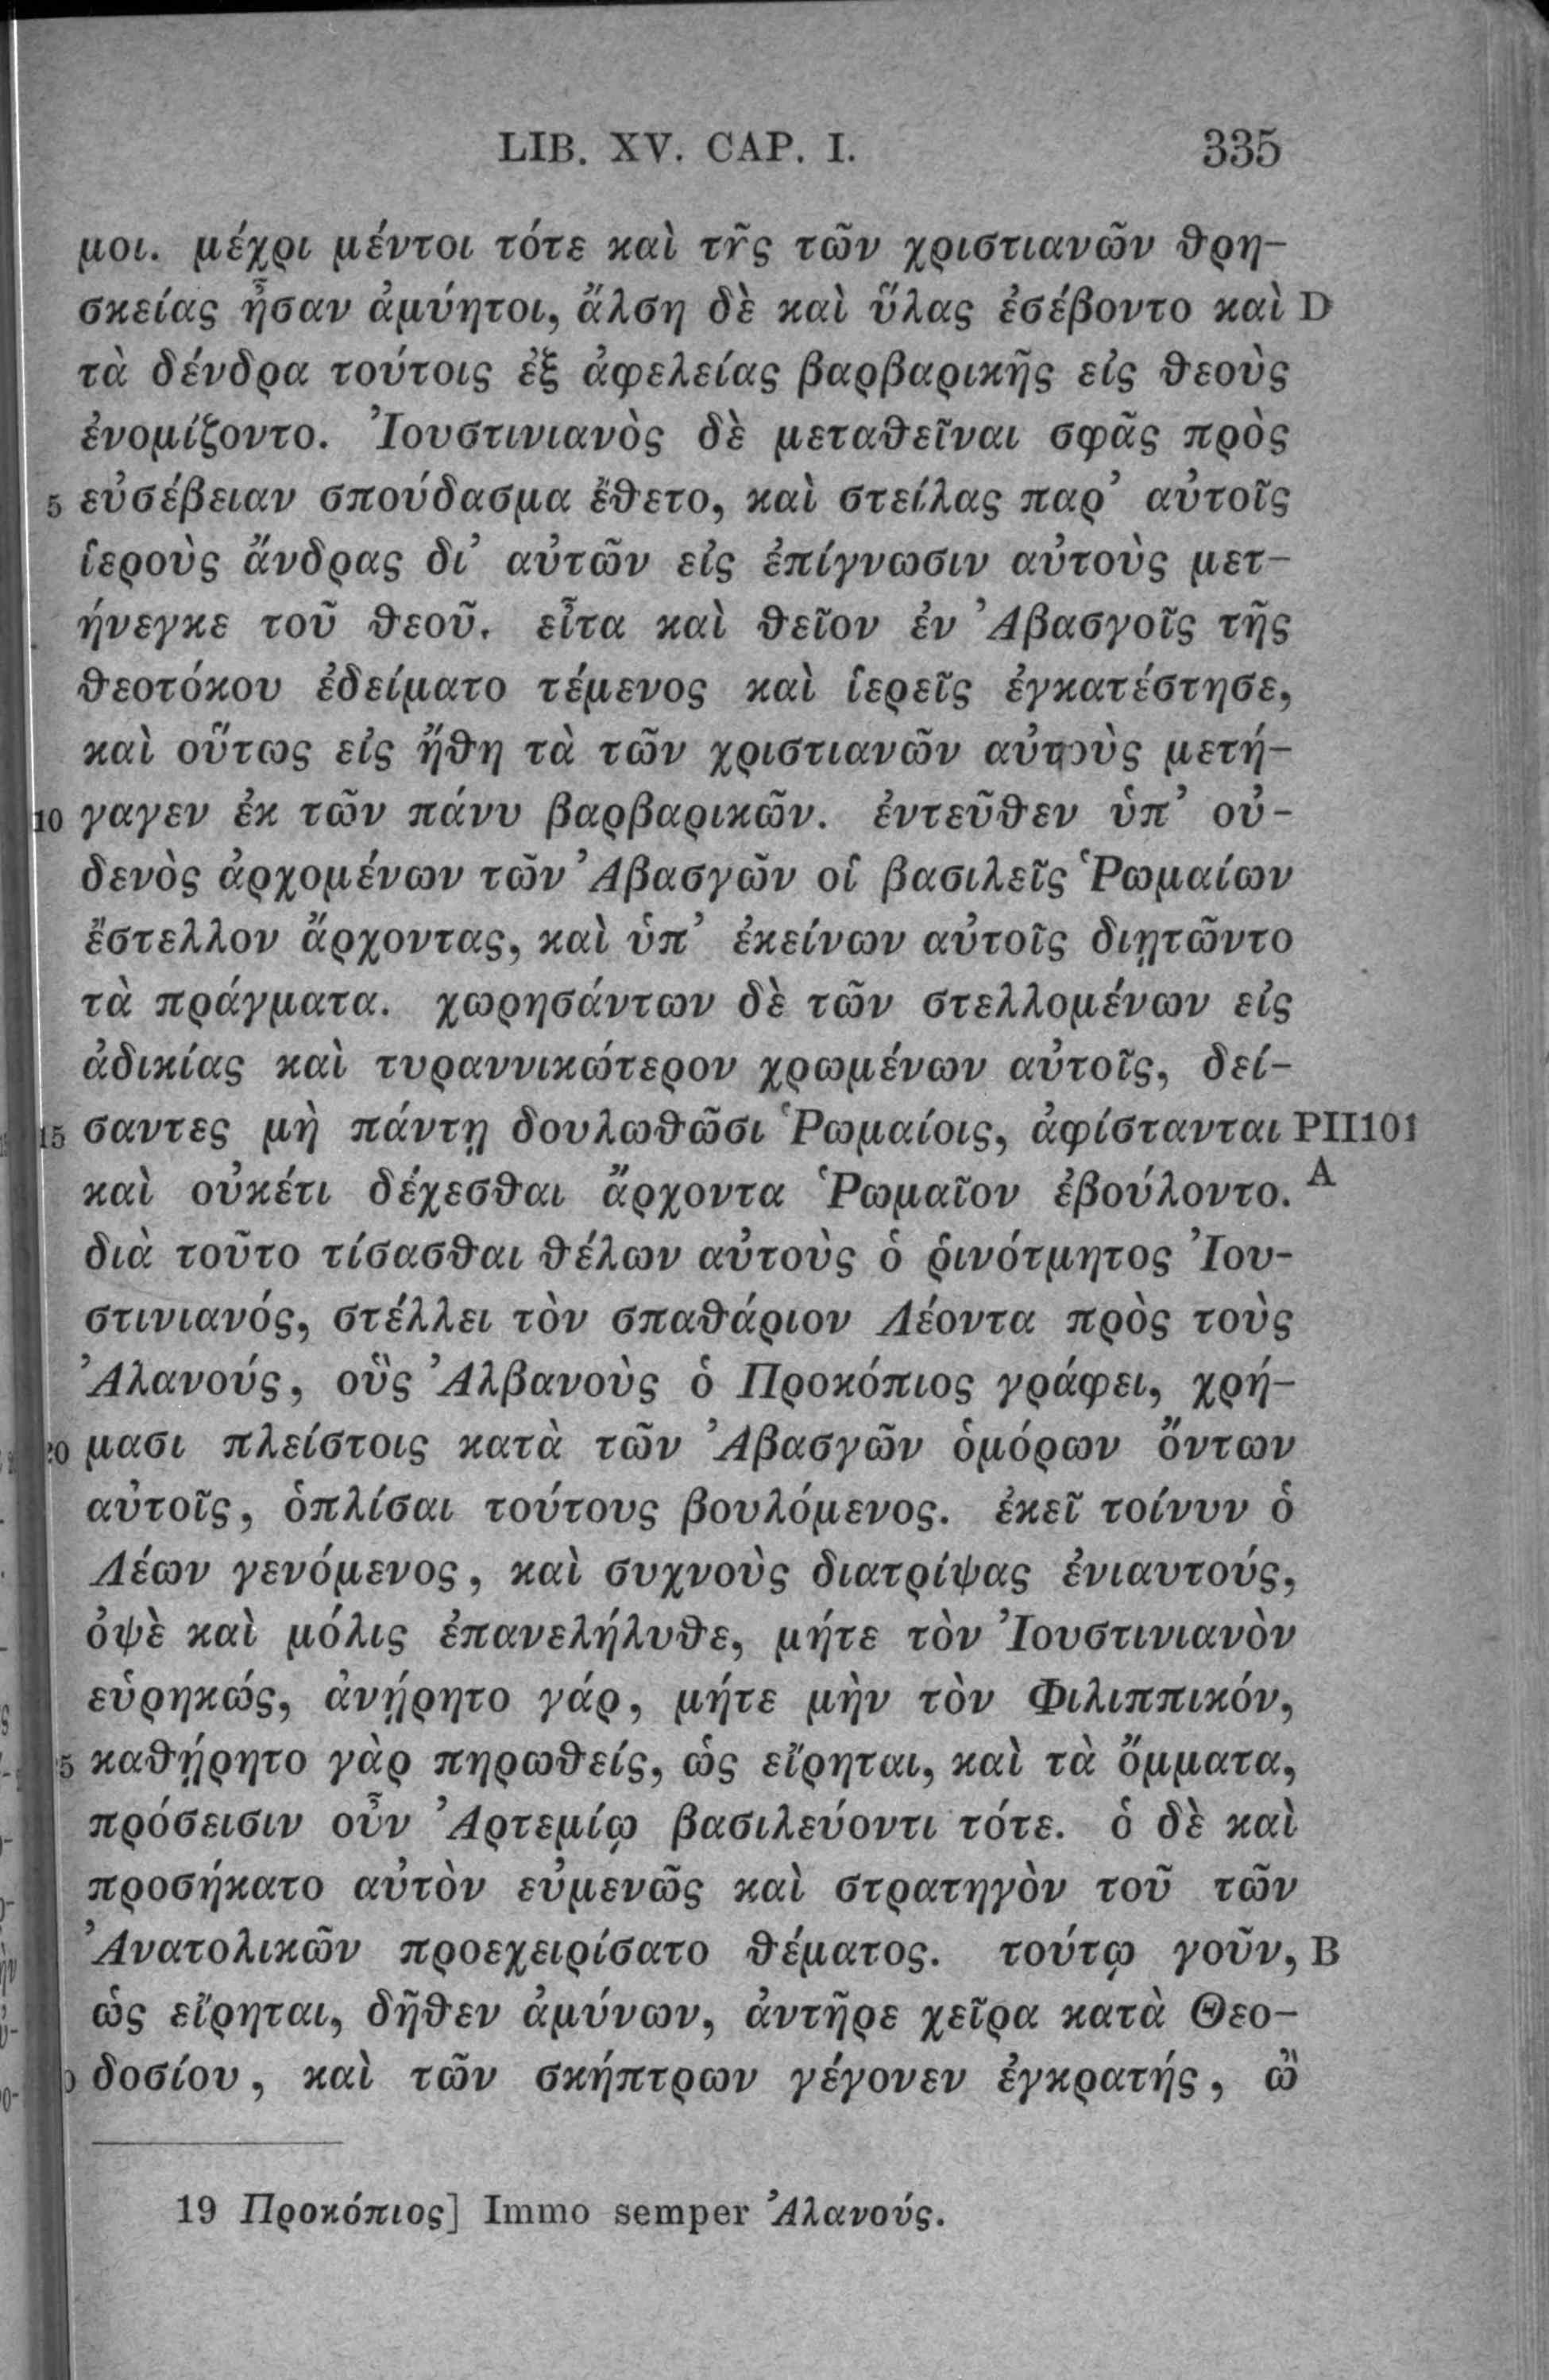 LIB. XV. CAP. I. 335
μοι. μέχρι μέντοι τότε καὶ τῆς τῶν χριστιανῶν θρη-
σκείας ἦσαν ἀμύητοι, ἄλση δὲ καὶ ὕλας ἐσέβοντο καὶ D
τὰ δένδρα τούτοις ἐξ ἀφελείας βαρβαρικῆς εἰς θεοὺς
ἐνομίζοντο. Ἰουστινιανὸς δὲ μεταθεῖναι σφᾶς πρὸς
5 εὐσέβειαν σπούδασμα ἔθετο, καὶ στείλας παρ’ αὐτοῖς
ἱεροὺς ἄνδρας δι’ αὐτῶν εἰς ἐπίγνωσιν αὐτοὺς μετ-
ήνεγκε τοῦ θεοῦ. εἶτα καὶ θεῖον ἐν Ἀβασγοῖς τῆς
θεοτόκου ἐδείματο τέμενος καὶ ἱερεῖς ἐγκατέστησε,
καὶ οὕτως εἰς ἤθη τὰ τῶν χριστιανῶν αὐτοὺς μετή-
10 γαγεν ἐκ τῶν πάνυ βαρβαρικῶν. ἐντεῦθεν ὑπ’ οὐ-
δενὸς ἀρχομένων τῶν Ἀβασγῶν οἱ βασιλεῖς Ῥωμαίων
ἔστελλον ἄρχοντας, καὶ ὑπ’ ἐκείνων αὐτοῖς διῃτῶντο
τὰ πράγματα. χωρησάντων δὲ τῶν στελλομένων εἰς
ἀδικίας καὶ τυραννικώτερον χρωμένων αὐτοῖς, δεί-
15 σαντες μὴ πάντῃ δουλωθῶσι Ῥωμαίοις, ἀφίστανται PII101
καὶ οὐκέτι δέχεσθαι ἄρχοντα Ῥωμαῖον ἐβούλοντο. A
διὰ τοῦτο τίσασθαι θέλων αὐτοὺς ὁ ῥινότμητος Ἰου-
στινιανός, στέλλει τὸν σπαθάριον Λέοντα πρὸς τοὺς
Ἀλανούς, οὓς Ἀλβανοὺς ὁ Προκόπιος γράφει, χρή-
20 μασι πλείστοις κατὰ τῶν Ἀβασγῶν ὁμόρων ὄντων
αὐτοῖς, ὁπλίσαι τούτους βουλόμενος. ἐκεῖ τοίνυν ὁ
Λέων γενόμενος, καὶ συχνοὺς διατρίψας ἐνιαυτούς,
ὀψὲ καὶ μόλις ἐπανελήλυθε, μήτε τὸν Ἰουστινιανὸν
εὑρηκώς, ἀνῄρητο γάρ, μήτε μὴν τὸν Φιλιππικόν,
5 καθῄρητο γὰρ πηρωθείς, ὡς εἴρηται, καὶ τὰ ὄμματα,
πρόσεισιν οὖν Ἀρτεμίῳ βασιλεύοντι τότε. ὁ δὲ καὶ
προσήκατο αὐτὸν εὐμενῶς καὶ στρατηγὸν τοῦ τῶν
Ἀνατολικῶν προεχειρίσατο θέματος. τούτῳ γοῦν, B
ὡς εἴρηται, δῆθεν ἀμύνων, ἀντῆρε χεῖρα κατὰ Θεο-
δοσίου, καὶ τῶν σκήπτρων γέγονεν ἐγκρατής, ὢ
19 Προκόπιος] Immo semper Ἀλανούς.